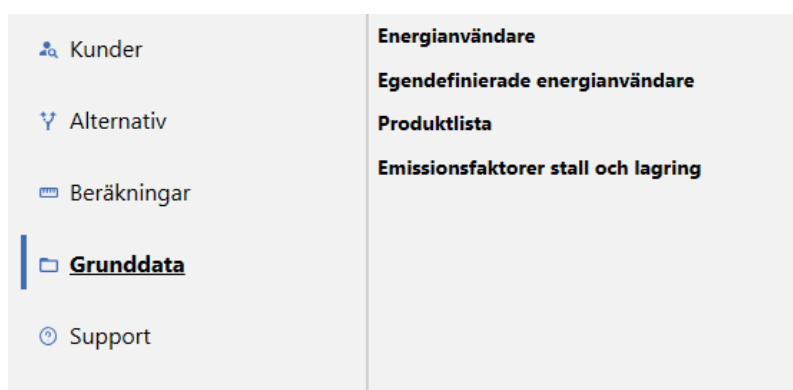 Kunder
Alternativ
Beräkningar
Grunddata
Support
Energianvändare
Egendefinierade energianvändare
Produktlista
Emissionsfaktorer stall och lagring